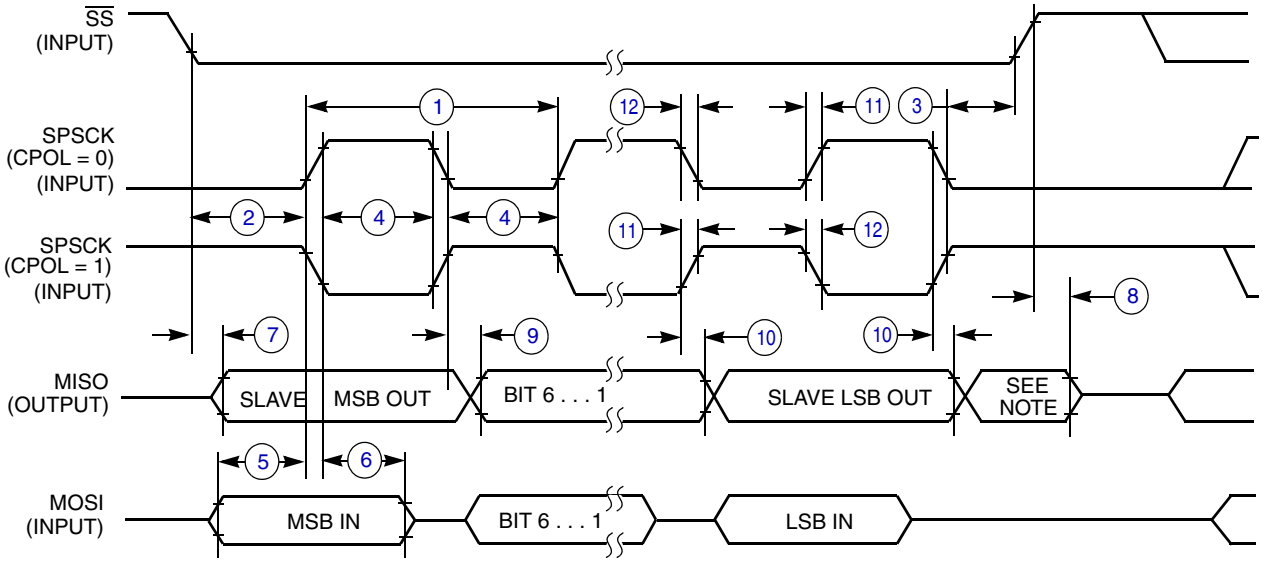 SS
(INPUT)
1
12
11
3
SPSCK
(CPOL = 0)
(INPUT)
2
4
4
11
12
SPSCK
(CPOL = 1)
(INPUT)
8
7
9
10
10
MISO
(OUTPUT)
SLAVE
MSB OUT
BIT 6 . . . 1
SLAVE LSB OUT
SEE
NOTE
5
6
MOSI
(INPUT)
MSB IN
BIT 6 . . . 1
LSB IN